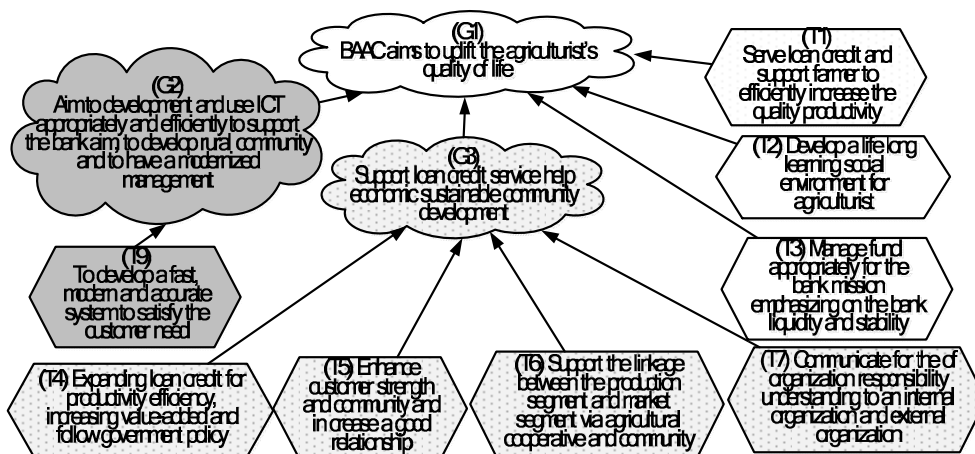 (G1)
BAAC aims to uplift the agriculturist's
quality of life
(G2)
Aim to development and use ICT
appropriately and efficiently to support
the bank aim, to develop rural community
and to have a modernized
management
(G3)
Support loan credit service help
economic sustainable community
development
(T1)
Serve loan credit and
support farmer to
efficiently increase the
quality productivity
(T2) Develop a life long
learning social
environment for
agriculturist
(T3) Manage fund
appropriately for the
bank mission
emphasizing on the bank
liquidity and stability
(T9)
To develop a fast,
modern and accurate
system to satisfy the
customer need
(T4) Expanding loan credit for
productivity efficiency,
increasing value added and
follow government policy
(T5) Enhance
customer strength
and community and
in crease a good
relationship
(T6) Support the linkage
between the production
segment and market
segment via agricultural
cooperative and community
(T7) Communicate for the of
organization responsibility
understanding to an internal
organization and external
organization